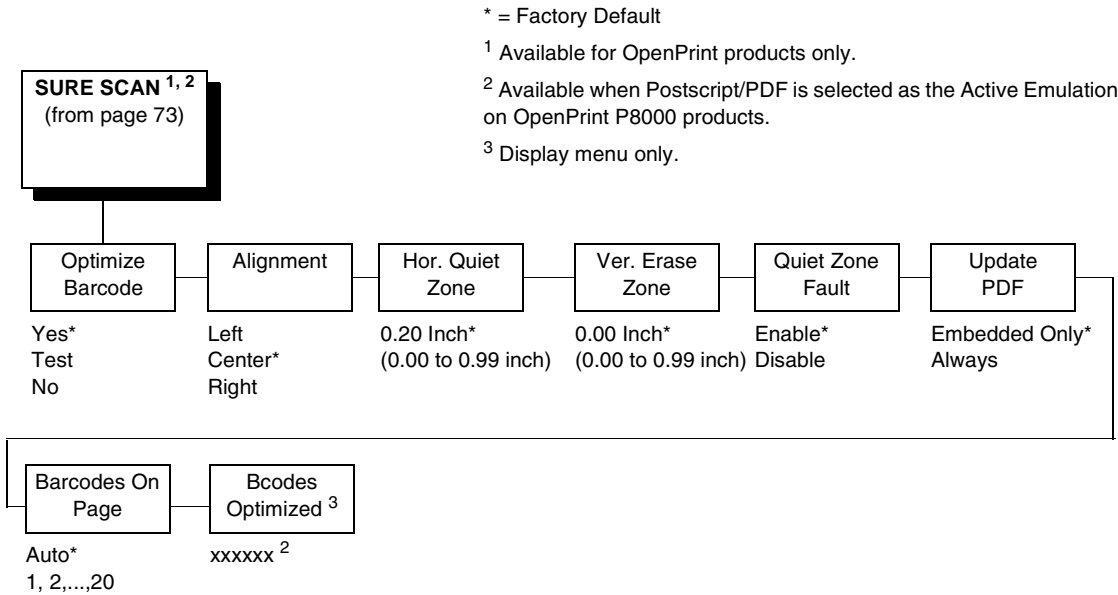 * = Factory Default
1 Available for OpenPrint products only.
2 Available when Postscript/PDF is selected as the Active Emulation
on OpenPrint P8000 products.
3 Display menu only.
SURE SCAN 1, 2
(from page 73)
Optimize
Barcode
Yes*
Test
No
Alignment
Left
Center*
Right
Hor. Quiet
Zone
0.20 Inch*
(0.00 to 0.99 inch)
Ver. Erase
Zone
0.00 Inch*
(0.00 to 0.99 inch)
Quiet Zone
Fault
Enable*
Disable
Update
PDF
Embedded Only*
Always
Barcodes On
Page
Auto*
1, 2,...,20
Bcodes
Optimized 3
xxxxxx 2